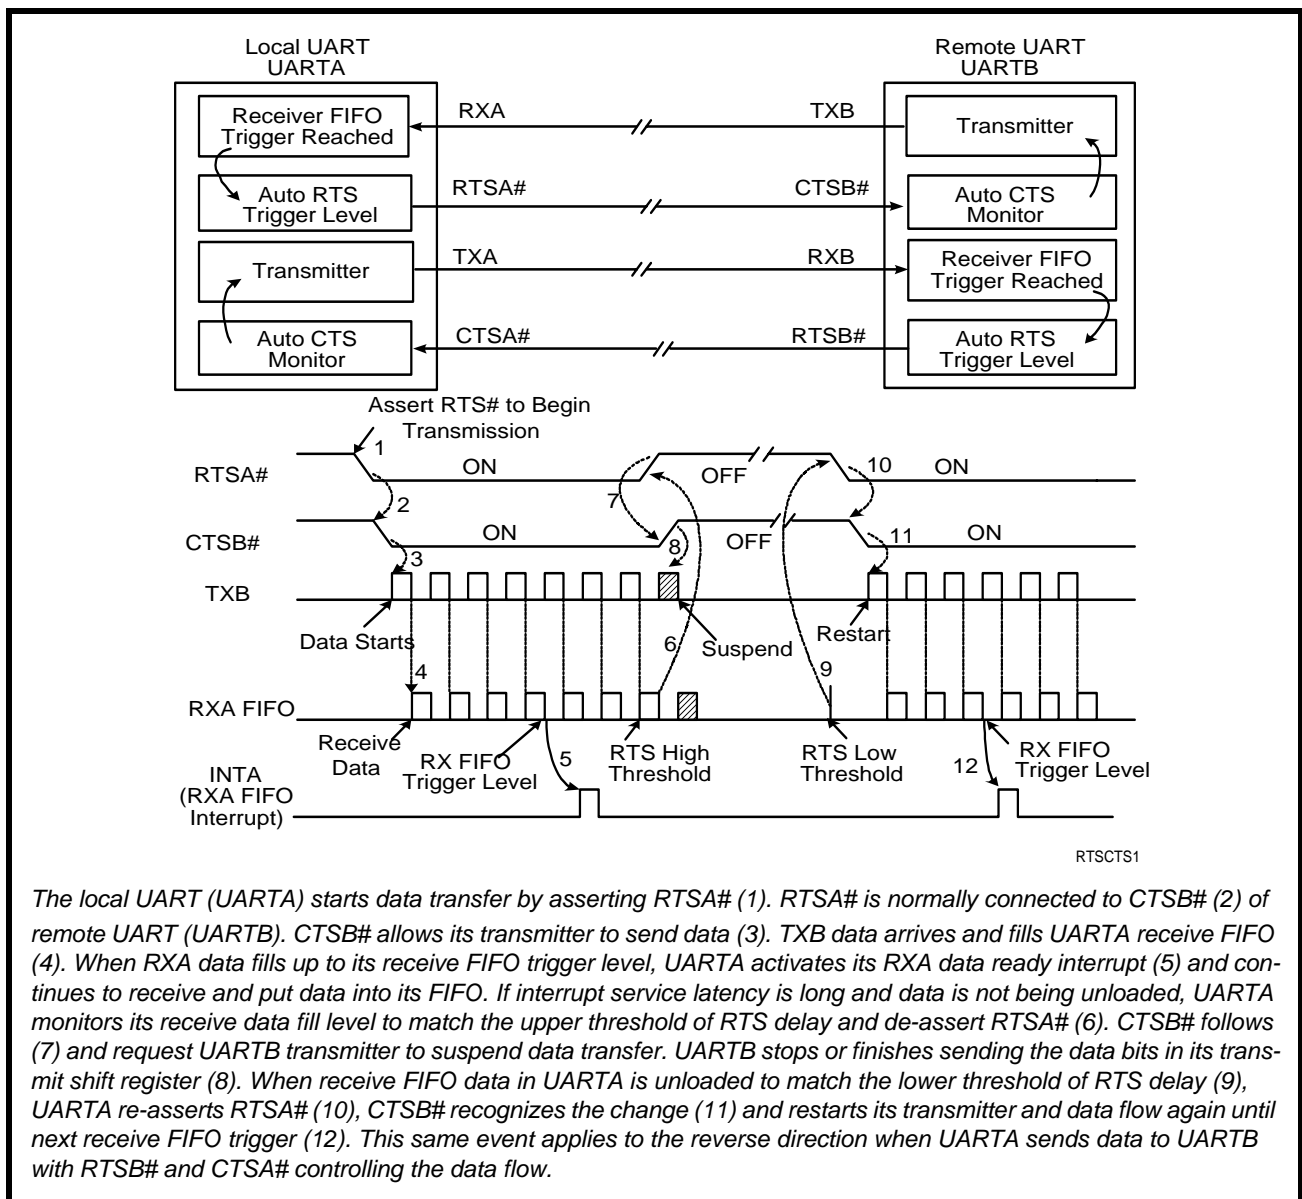 Local UART
UARTA
Remote UART
UARTB
Receiver FIFO
Trigger Reached
RXA
TXB
Transmitter
Auto RTS
Trigger Level
RTSA#
CTSB#
Auto CTS
Monitor
Transmitter
TXA
RXB
Receiver FIFO
Trigger Reached
Auto CTS
Monitor
CTSA#
RTSB#
Auto RTS
Trigger Level
Assert RTS# to Begin
Transmission
1
RTSA#
ON
OFF
10
ON
2
7
CTSB#
ON
8
OFF
11
ON
3
TXB
Data Starts
6
Suspend
Restart
4
9
RXA FIFO
Receive
Data
RX FIFO
Trigger Level
5
RTS High
Threshold
RTS Low
Threshold
12
RX FIFO
Trigger Level
INTA
(RXA FIFO
Interrupt)
RTSCTS1
The local UART (UARTA) starts data transfer by asserting RTSA# (1). RTSA# is normally connected to CTSB# (2) of
remote UART (UARTB). CTSB# allows its transmitter to send data (3). TXB data arrives and fills UARTA receive FIFO
(4). When RXA data fills up to its receive FIFO trigger level, UARTA activates its RXA data ready interrupt (5) and con-
tinues to receive and put data into its FIFO. If interrupt service latency is long and data is not being unloaded, UARTA
monitors its receive data fill level to match the upper threshold of RTS delay and de-assert RTSA# (6). CTSB# follows
(7) and request UARTB transmitter to suspend data transfer. UARTB stops or finishes sending the data bits in its trans-
mit shift register (8). When receive FIFO data in UARTA is unloaded to match the lower threshold of RTS delay (9),
UARTA re-asserts RTSA# (10), CTSB# recognizes the change (11) and restarts its transmitter and data flow again until
next receive FIFO trigger (12). This same event applies to the reverse direction when UARTA sends data to UARTB
with RTSB# and CTSA# controlling the data flow.